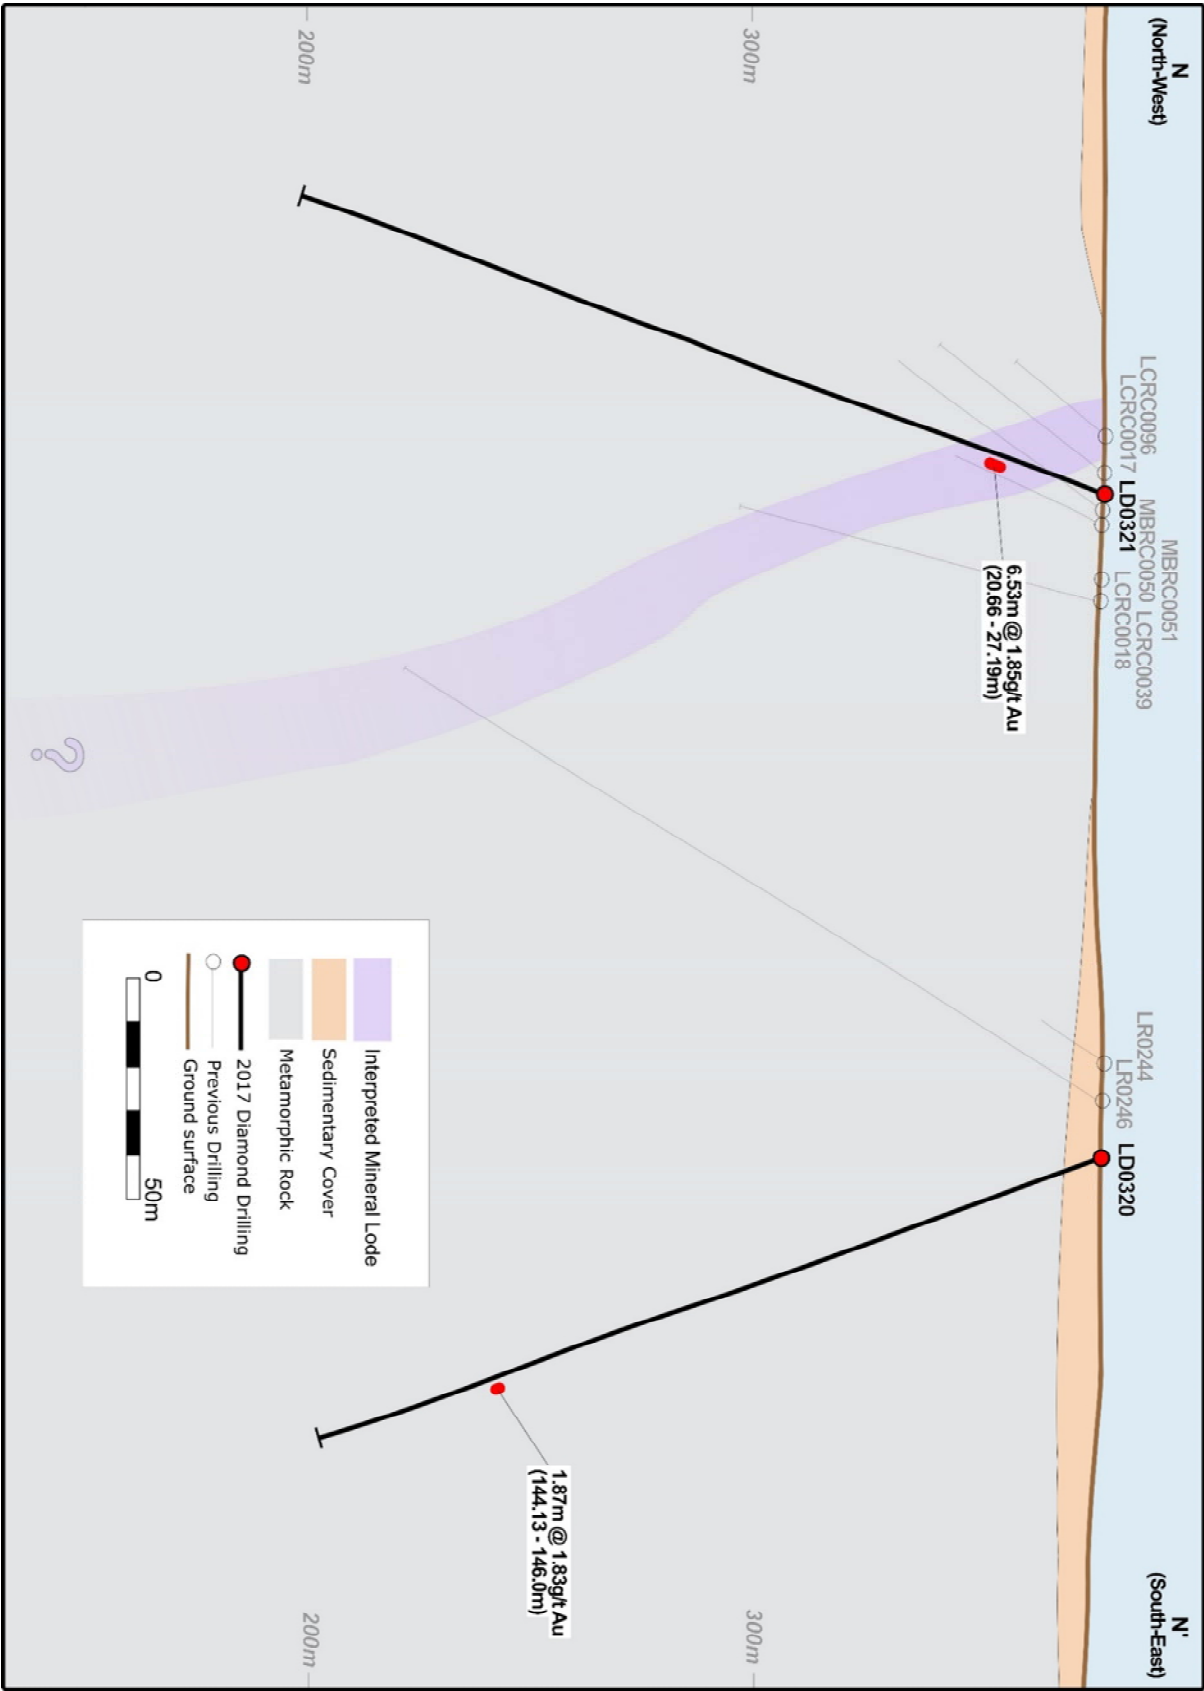 N
(North-West)
N'
(South-East)
LCRC0096
LCRC0017
LD0321
MBRC0051
MBRC0050
LCRC0039
LCRC0018
LR0244
LR0246
LD0320
300m
300m
200m
200m
6.53m @ 1.85g/t Au
(20.66 - 27.19m)
1.87m @ 1.83g/t Au
(144.13 - 146.0m)
?
Interpreted Mineral Lode
Sedimentary Cover
Metamorphic Rock
2017 Diamond Drilling
Previous Drilling
Ground surface
0 50m